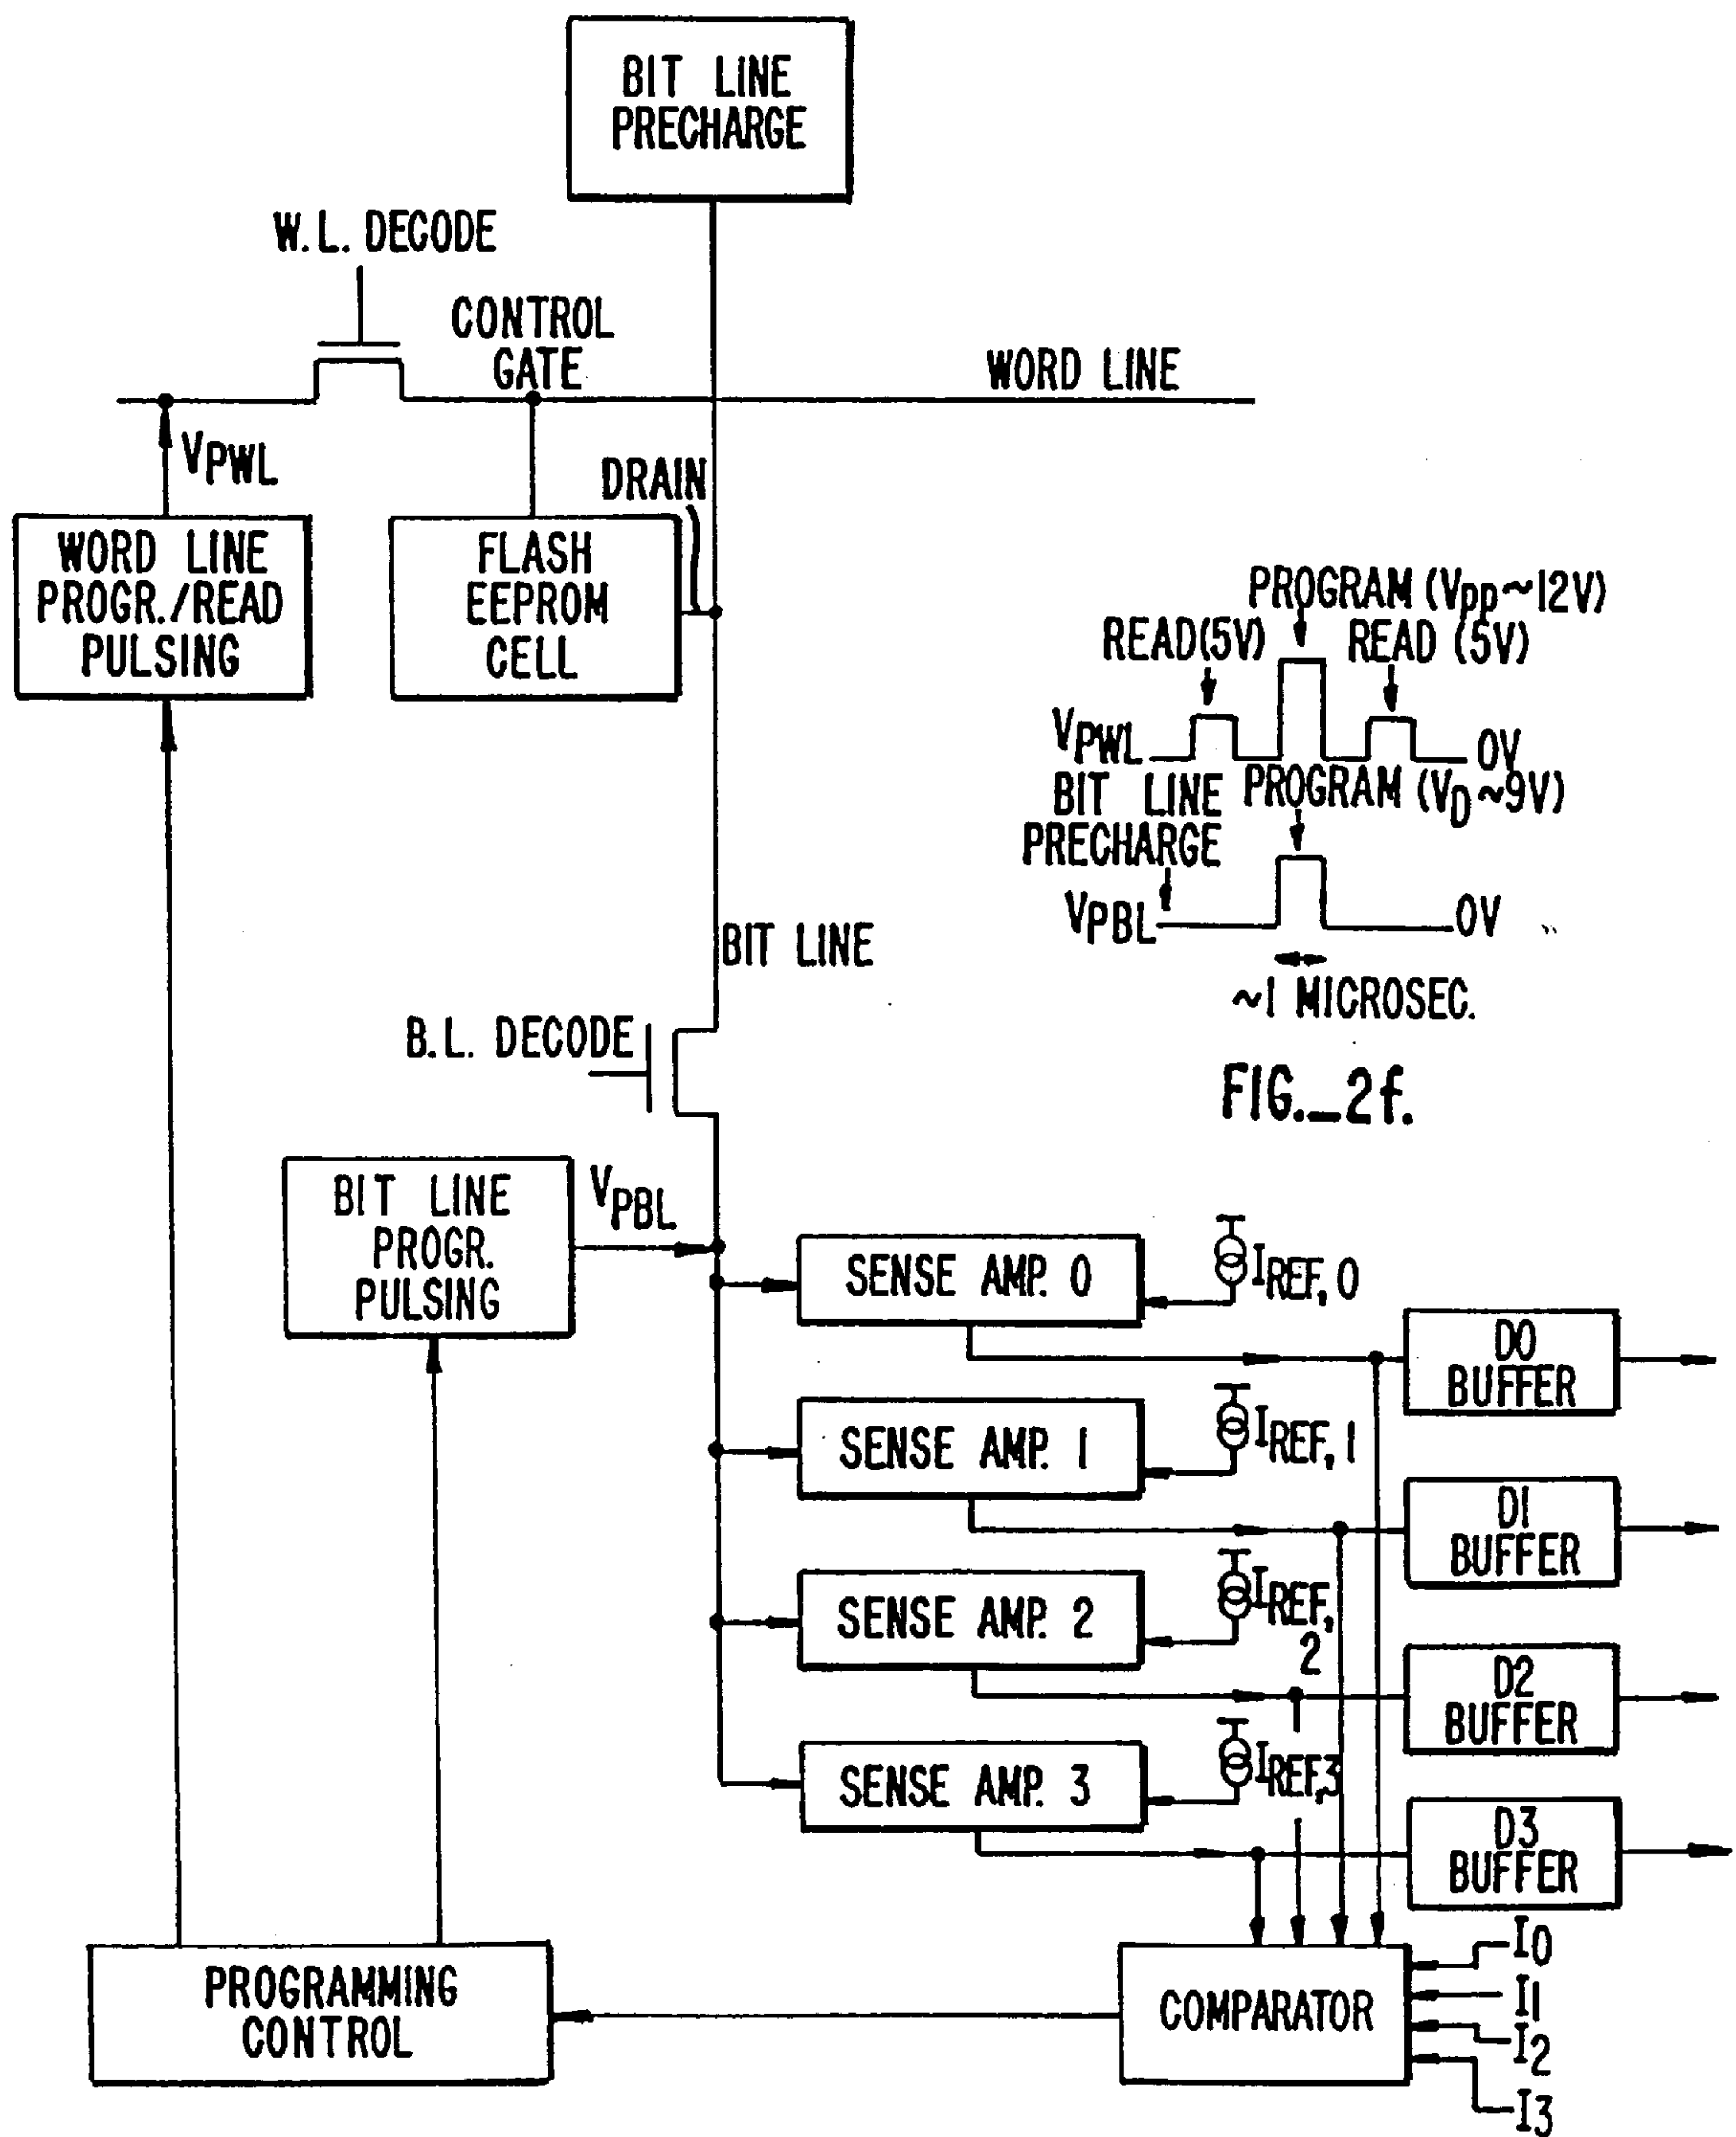 BIT LINE
PRECHARGE
W.L. DECODE
CONTROL
GATE
WORD LINE
VPWL
DRAIN
WORD LINE
PROGR./READ
PULSING
FLASH
EEPROM
CELL
PROGRAM (Vpp~12V)
READ(5V)
READ (5V)
VPWL
0V
BIT LINE
PRECHARGE
PROGRAM (VD~9V)
VPBL
0V
~1 MICROSEC.
FIG._2f.
BIT LINE
B.L. DECODE
BIT LINE
PROGR.
PULSING
VPBL
SENSE AMP. 0
IREF,0
D0
BUFFER
SENSE AMP. 1
IREF,1
D1
BUFFER
SENSE AMP. 2
IREF,
2
D2
BUFFER
SENSE AMP. 3
IREF,3
D3
BUFFER
PROGRAMMING
CONTROL
COMPARATOR
I0
I1
I2
I3